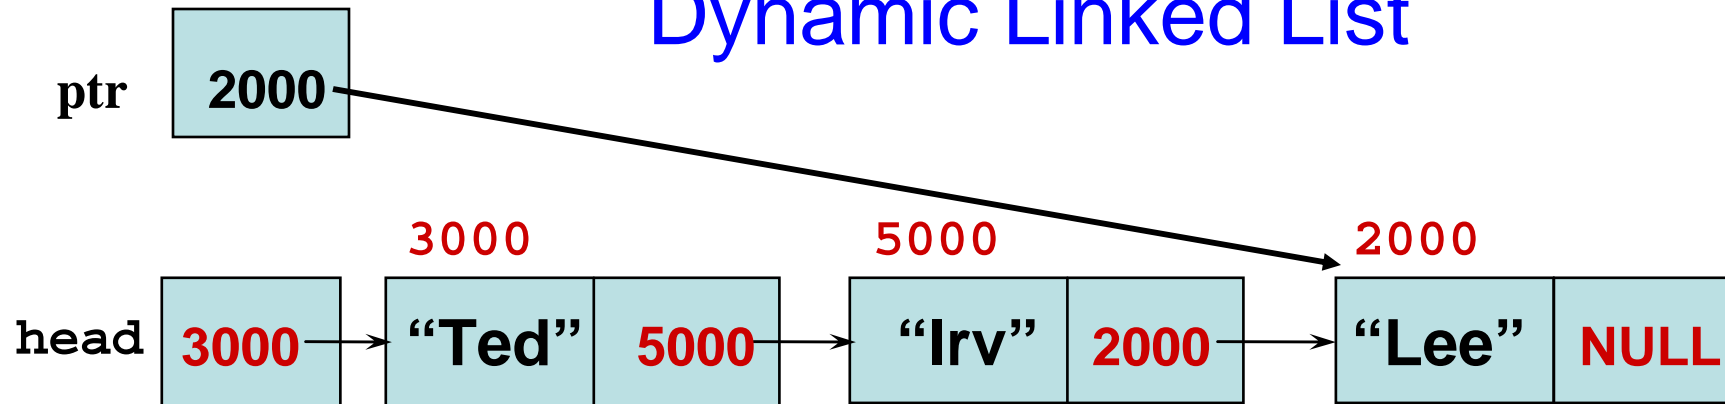 Dynamic Linked List
ptr 2000
3000 5000 2000
head 3000 “Ted” 5000 “Irv” 2000 “Lee” NULL